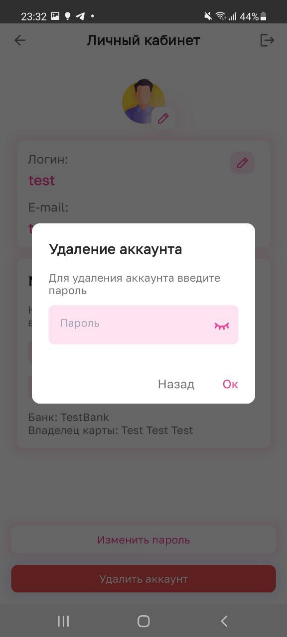 23:32
44%
Личный кабинет
Логин:
test
E-mail:
Удаление аккаунта
Для удаления аккаунта введите
пароль
Пароль
Назад
Ок
Банк: TestBank
Владелец карты: Test Test Test
Изменить пароль
Удалить аккаунт